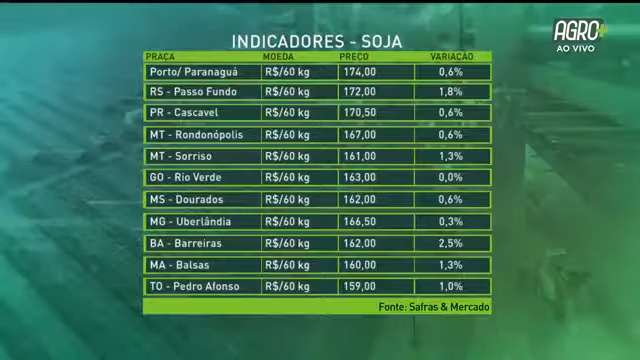 AGRO+
AO VIVO
INDICADORES - SOJA
PRAÇA MOEDA PREÇO VARIAÇÃO
Porto/ Paranaguá R$/60 kg 174,00 0,6%
RS - Passo Fundo R$/60 kg 172,00 1,8%
PR - Cascavel R$/60 kg 170,50 0,6%
MT - Rondonópolis R$/60 kg 167,00 0,6%
MT - Sorriso R$/60 kg 161,00 1,3%
GO - Rio Verde R$/60 kg 163,00 0,0%
MS - Dourados R$/60 kg 162,00 0,6%
MG - Uberlândia R$/60 kg 166,50 0,3%
BA - Barreiras R$/60 kg 162,00 2,5%
MA - Balsas R$/60 kg 160,00 1,3%
TO - Pedro Afonso R$/60 kg 159,00 1,0%
Fonte: Safras & Mercado